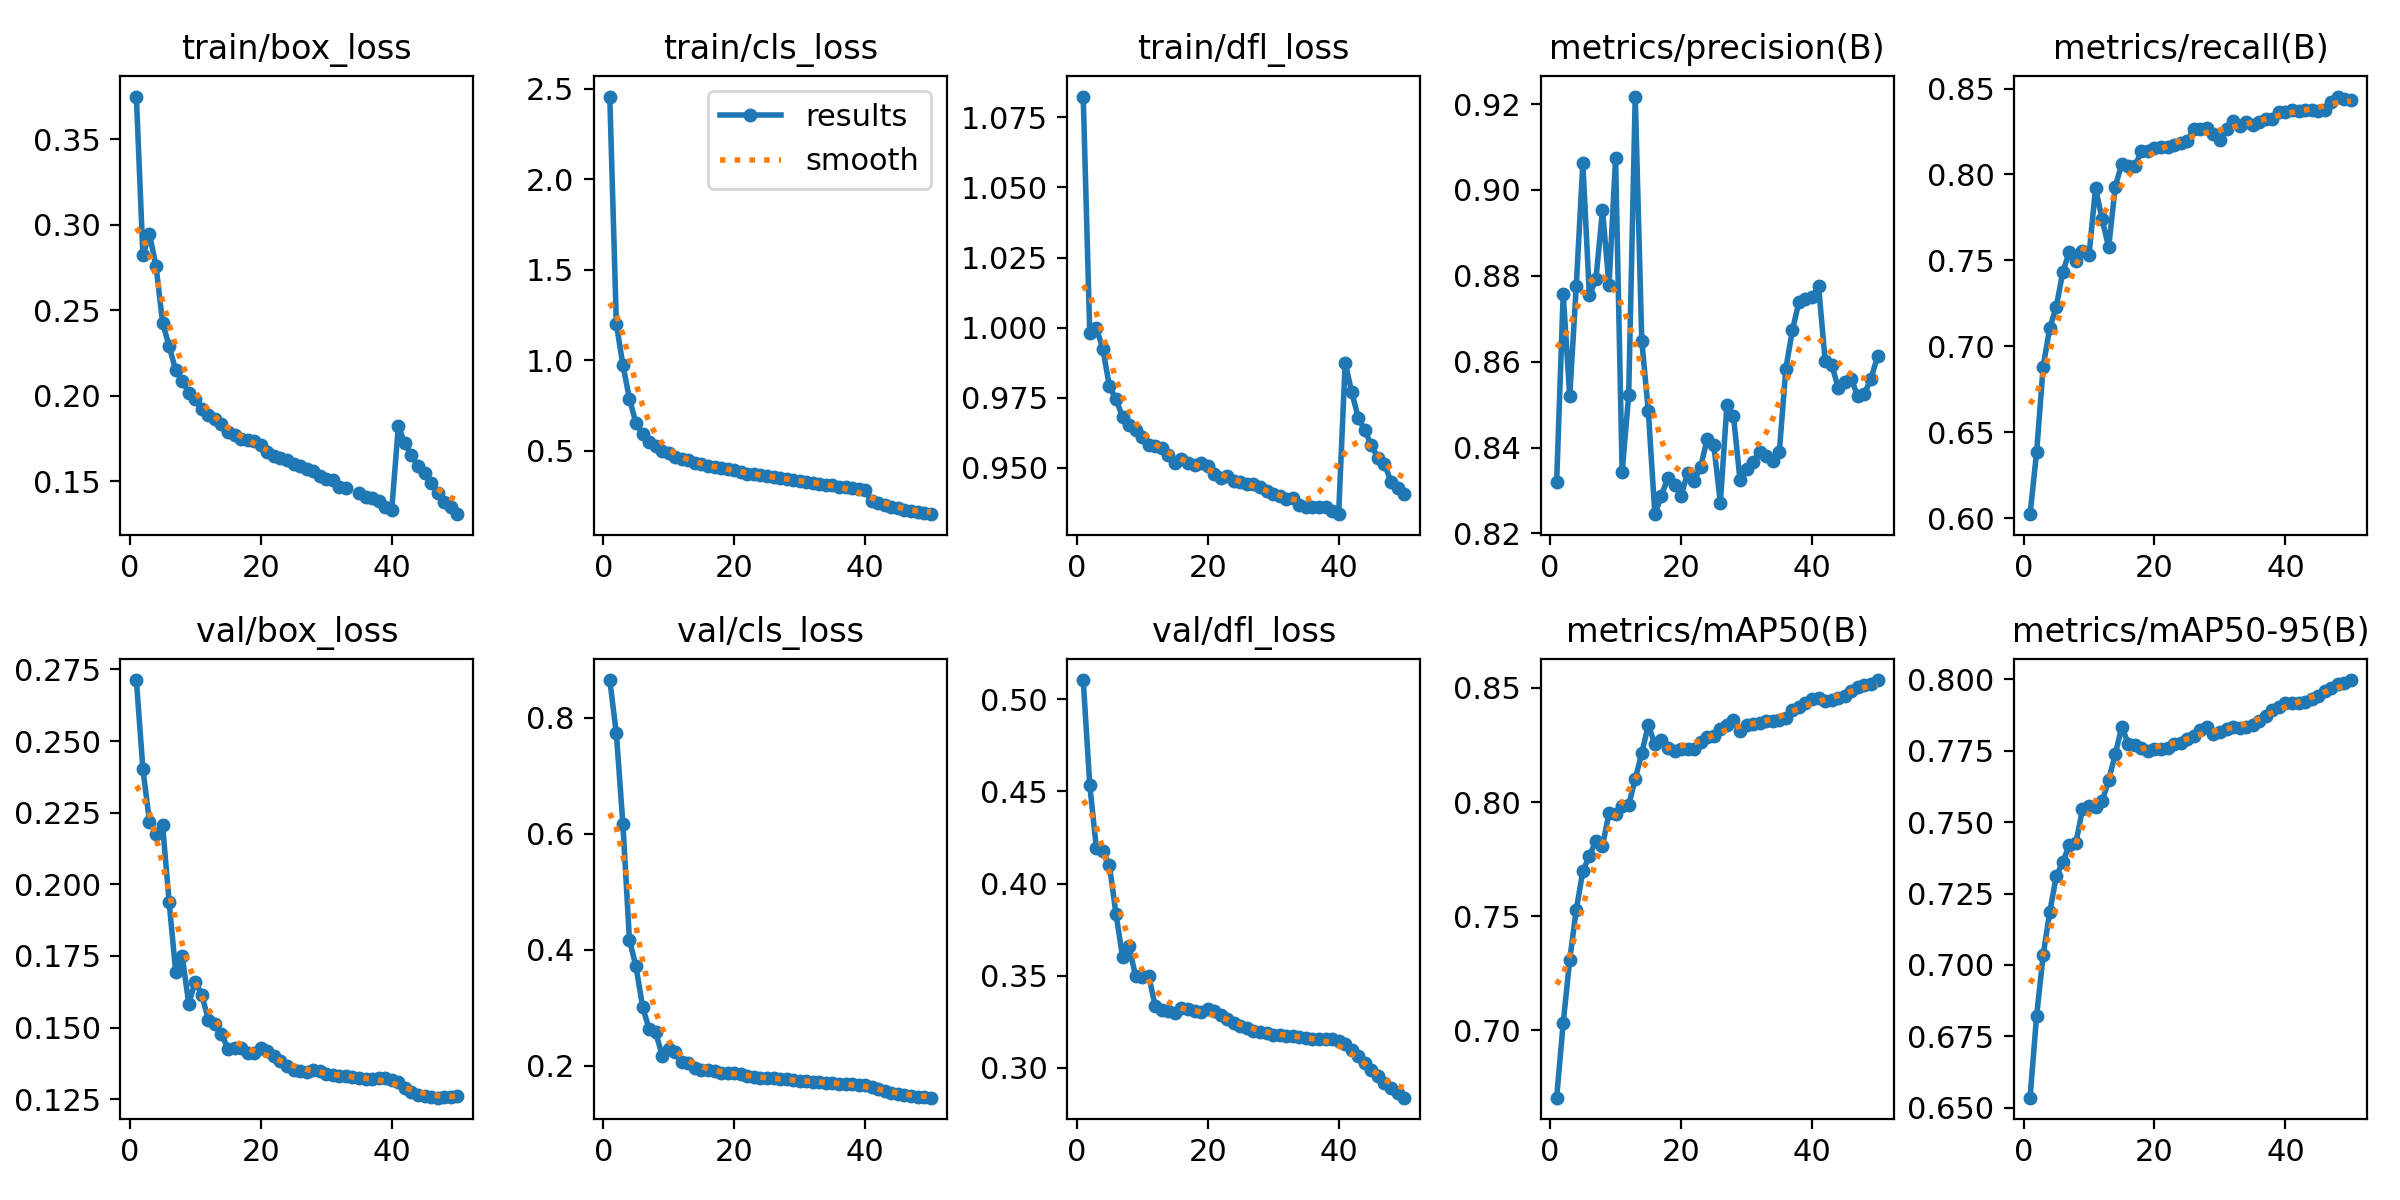 train/box_loss
0.35
0.30
0.25
0.20
0.15
0 20 40
train/cls_loss
results
smooth
2.5
2.0
1.5
1.0
0.5
0 20 40
train/dfl_loss
1.075
1.050
1.025
1.000
0.975
0.950
0 20 40
metrics/precision(B)
0.92
0.90
0.88
0.86
0.84
0.82
0 20 40
metrics/recall(B)
0.85
0.80
0.75
0.70
0.65
0.60
0 20 40
val/box_loss
0.275
0.250
0.225
0.200
0.175
0.150
0.125
0 20 40
val/cls_loss
0.8
0.6
0.4
0.2
0 20 40
val/dfl_loss
0.50
0.45
0.40
0.35
0.30
0 20 40
metrics/mAP50(B)
0.85
0.80
0.75
0.70
0 20 40
metrics/mAP50-95(B)
0.800
0.775
0.750
0.725
0.700
0.675
0.650
0 20 40